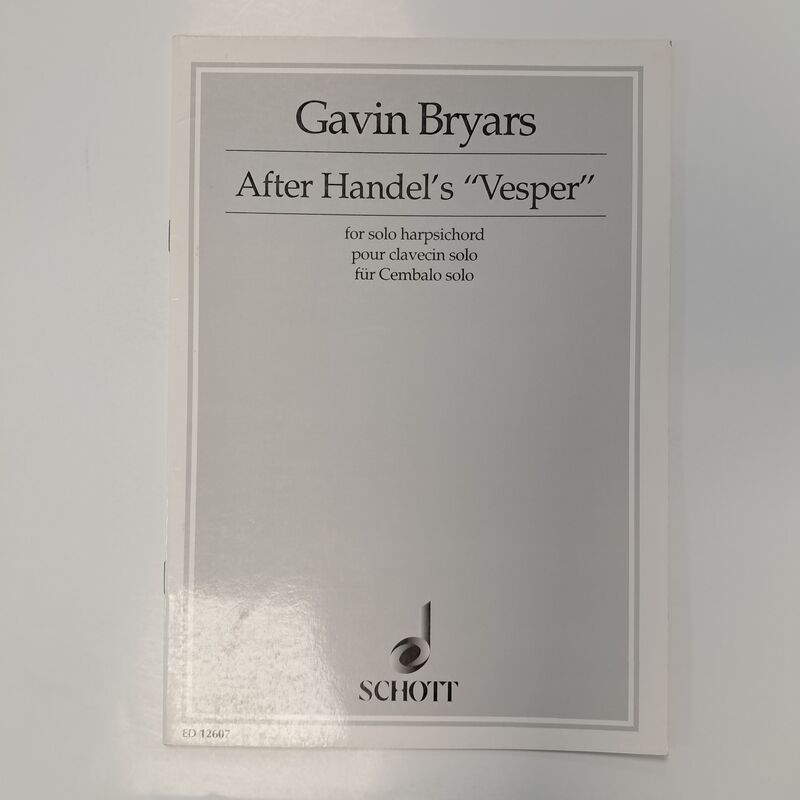 Gavin Bryars
After Handel's "Vesper"
for solo harpsichord
pour clavecin solo
für Cembalo solo
SCHOTT
ED 12607